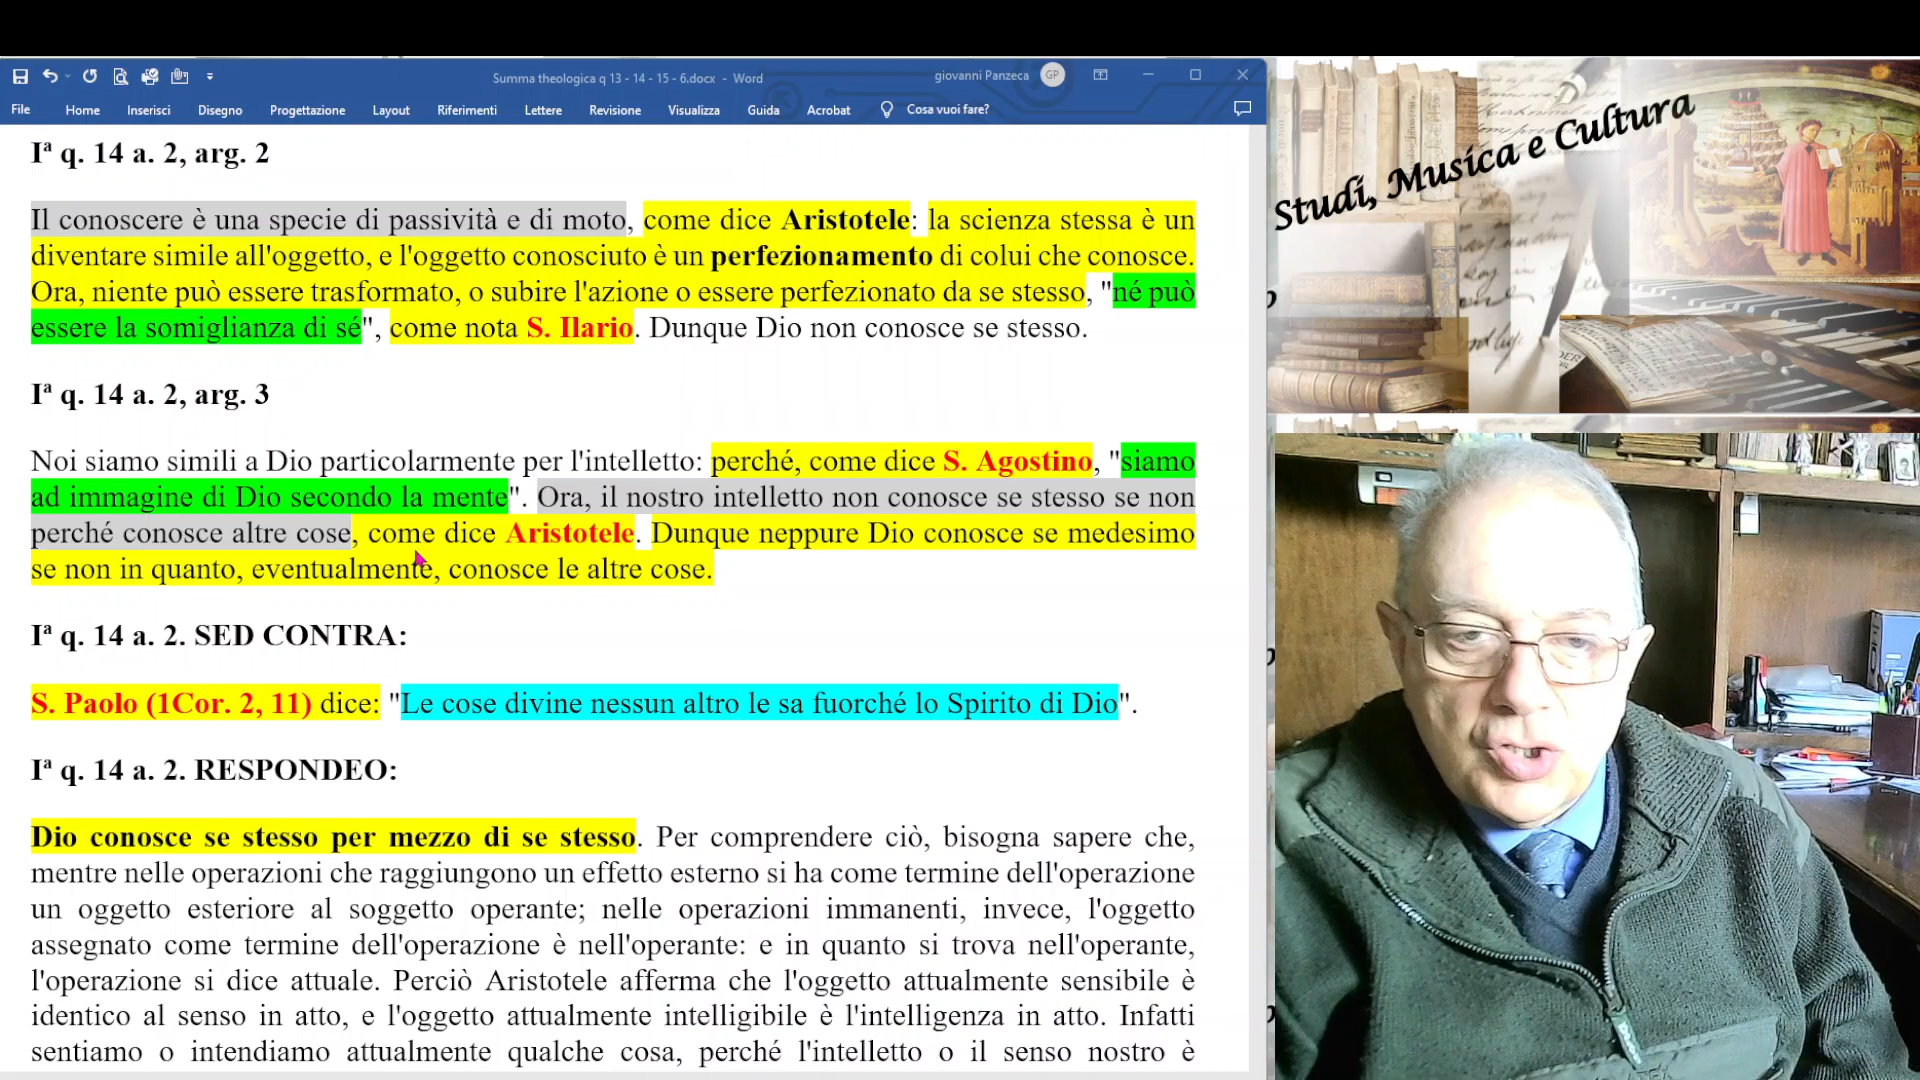 Summa theologica q 13 - 14 - 15 - 6.docx - Word
giovanni Panzeca
GP
File
Home
Inserisci
Disegno
Progettazione
Layout
Riferimenti
Lettere
Revisione
Visualizza
Guida
Acrobat
Cosa vuoi fare?
Iª q. 14 a. 2, arg. 2
Il conoscere è una specie di passività e di moto, come dice Aristotele: la scienza stessa è un
diventare simile all'oggetto, e l'oggetto conosciuto è un perfezionamento di colui che conosce.
Ora, niente può essere trasformato, o subire l'azione o essere perfezionato da se stesso, "né può
essere la somiglianza di sé", come nota S. Ilario. Dunque Dio non conosce se stesso.
Iª q. 14 a. 2, arg. 3
Noi siamo simili a Dio particolarmente per l'intelletto: perché, come dice S. Agostino, "siamo
ad immagine di Dio secondo la mente". Ora, il nostro intelletto non conosce se stesso se non
perché conosce altre cose, come dice Aristotele. Dunque neppure Dio conosce se medesimo
se non in quanto, eventualmente, conosce le altre cose.
Iª q. 14 a. 2. SED CONTRA:
S. Paolo (1Cor. 2, 11) dice: "Le cose divine nessun altro le sa fuorché lo Spirito di Dio".
Iª q. 14 a. 2. RESPONDEO:
Dio conosce se stesso per mezzo di se stesso. Per comprendere ciò, bisogna sapere che,
mentre nelle operazioni che raggiungono un effetto esterno si ha come termine dell'operazione
un oggetto esteriore al soggetto operante; nelle operazioni immanenti, invece, l'oggetto
assegnato come termine dell'operazione è nell'operante: e in quanto si trova nell'operante,
l'operazione si dice attuale. Perciò Aristotele afferma che l'oggetto attualmente sensibile è
identico al senso in atto, e l'oggetto attualmente intelligibile è l'intelligenza in atto. Infatti
sentiamo o intendiamo attualmente qualche cosa, perché l'intelletto o il senso nostro è
Studi, Musica e Cultura